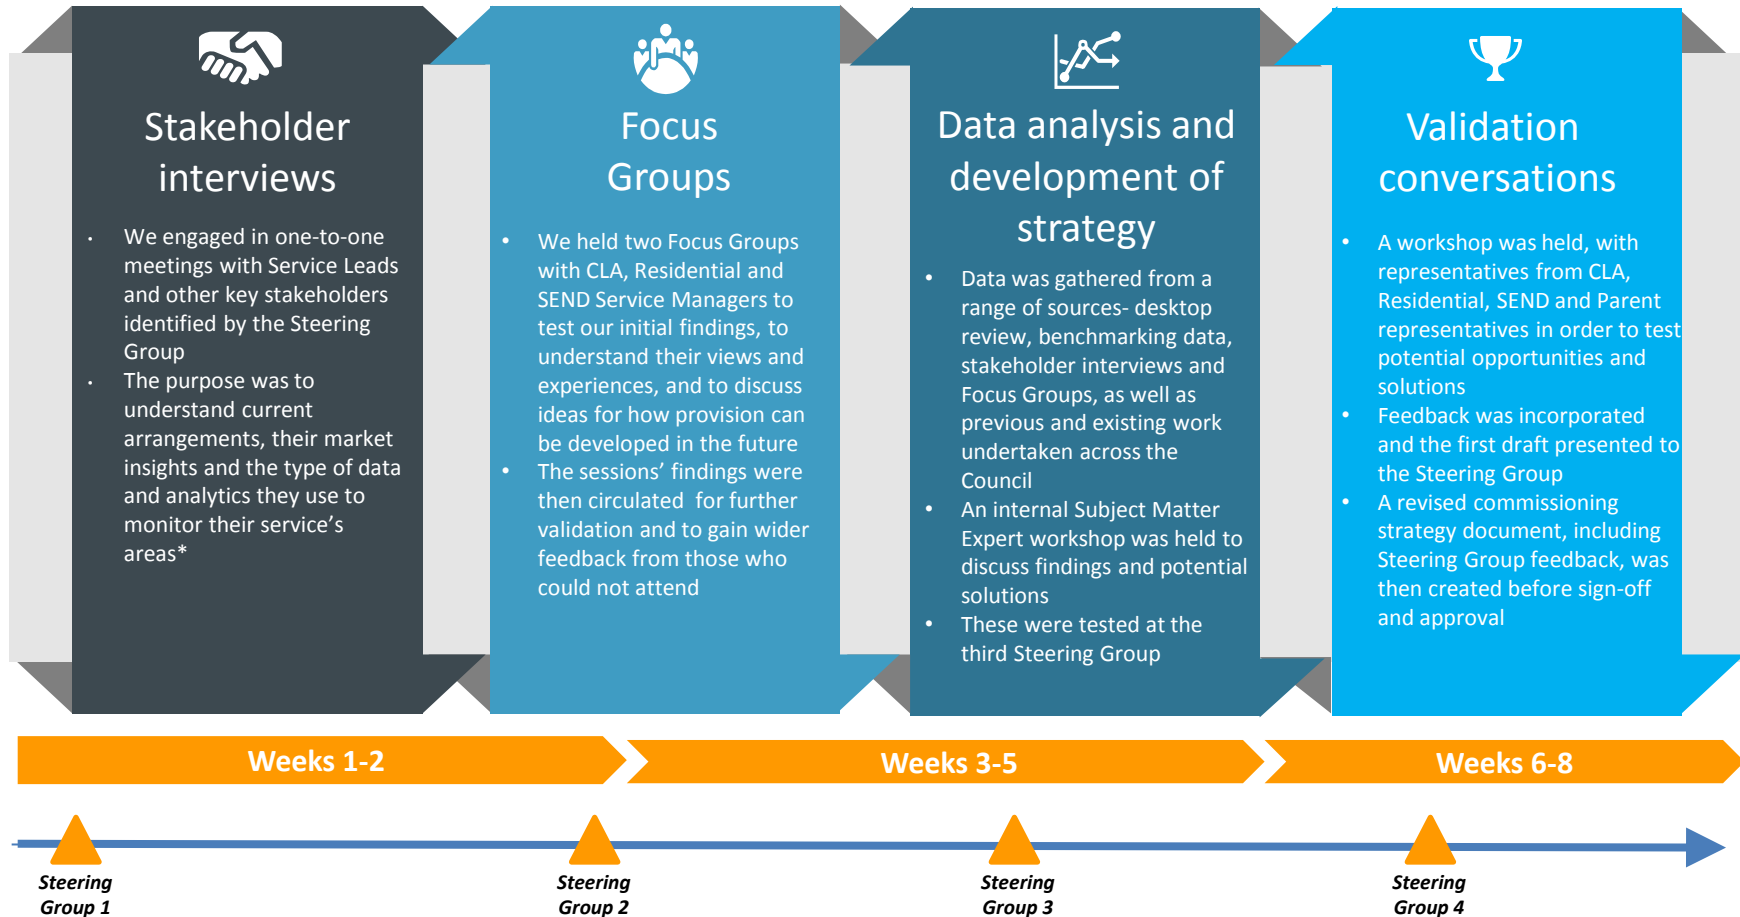 Stakeholder
interviews
• We engaged in one-to-one
meetings with Service Leads
and other key stakeholders
identified by the Steering
Group
• The purpose was to
understand current
arrangements, their market
insights and the type of data
and analytics they use to
monitor their service's
areas*
Focus
Groups
• We held two Focus Groups
with CLA, Residential and
SEND Service Managers to
test our initial findings, to
understand their views and
experiences, and to discuss
ideas for how provision can
be developed in the future
• The sessions' findings were
then circulated for further
validation and to gain wider
feedback from those who
could not attend
Data analysis and
development of
strategy
• Data was gathered from a
range of sources- desktop
review, benchmarking data,
stakeholder interviews and
Focus Groups, as well as
previous and existing work
undertaken across the
Council
• An internal Subject Matter
Expert workshop was held to
discuss findings and potential
solutions
• These were tested at the
third Steering Group
Validation
conversations
• A workshop was held, with
representatives from CLA,
Residential, SEND and Parent
representatives in order to test
potential opportunities and
solutions
• Feedback was incorporated
and the first draft presented to
the Steering Group
• A revised commissioning
strategy document, including
Steering Group feedback, was
then created before sign-off
and approval
Weeks 1-2
Weeks 3-5
Weeks 6-8
Steering
Group 1
Steering
Group 2
Steering
Group 3
Steering
Group 4